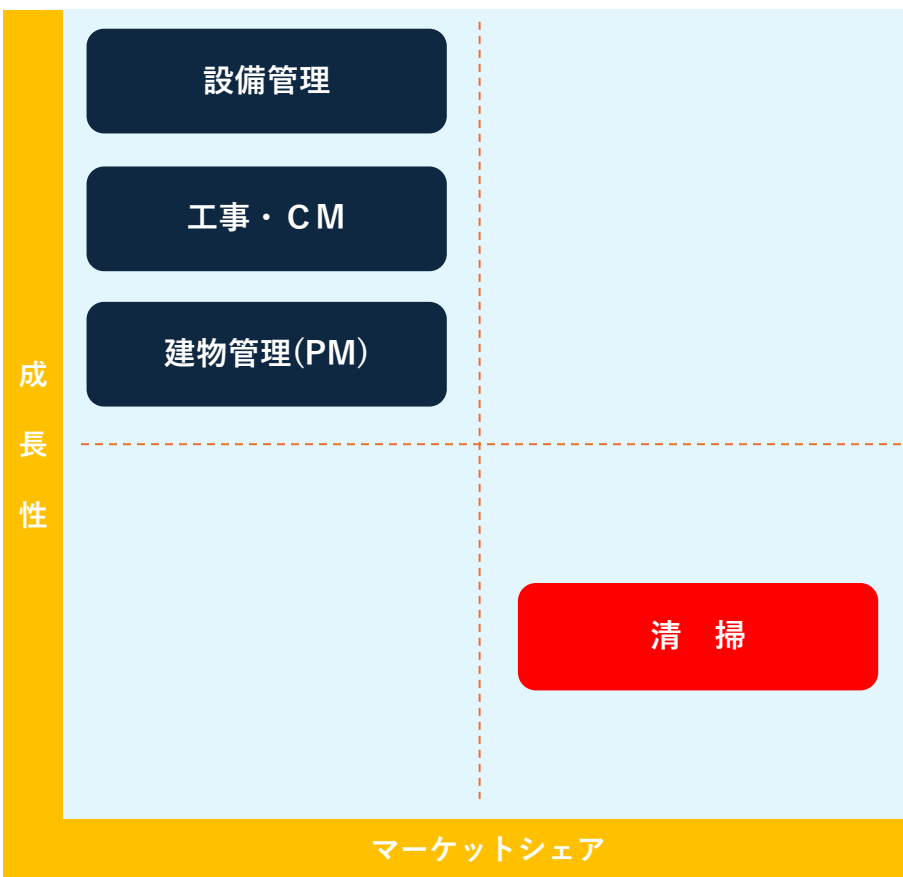 設備管理
工事・ＣＭ
建物管理(PM)
成長性
清　掃
マーケットシェア